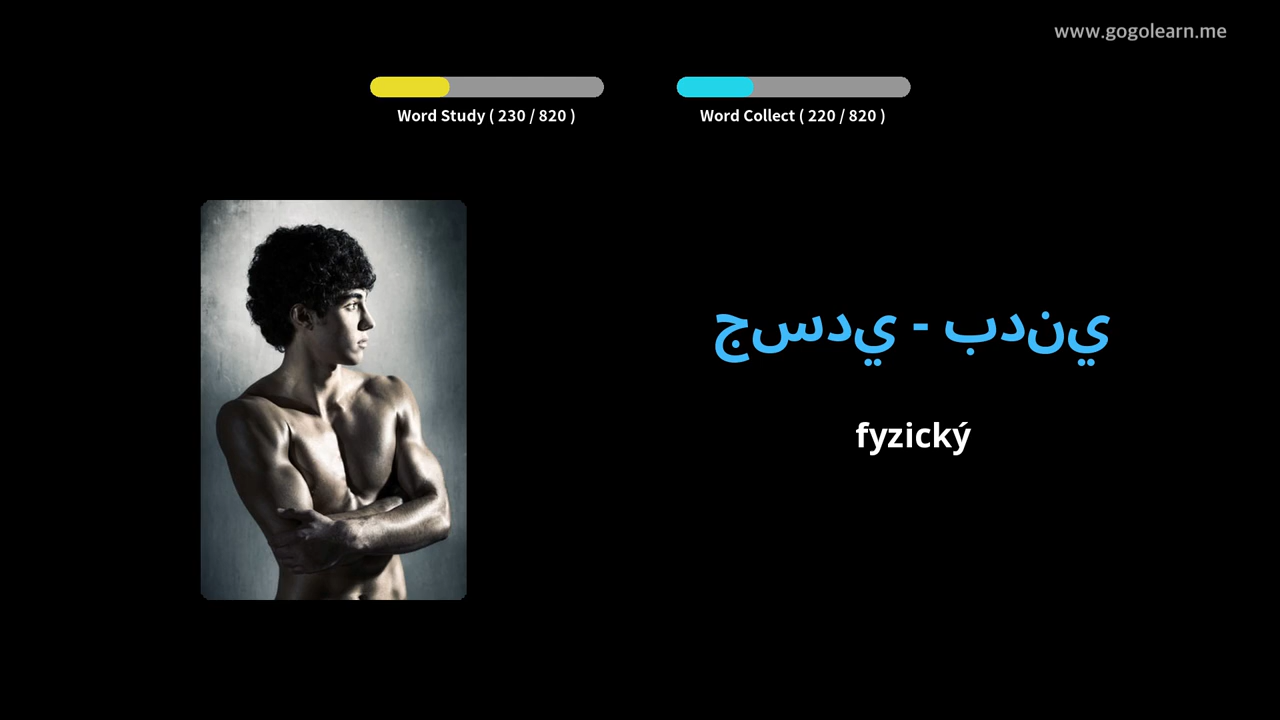 www.gogolearn.me
Word Study ( 230 / 820 )
Word Collect ( 220 / 820 )
جسدي - بدني
fyzický